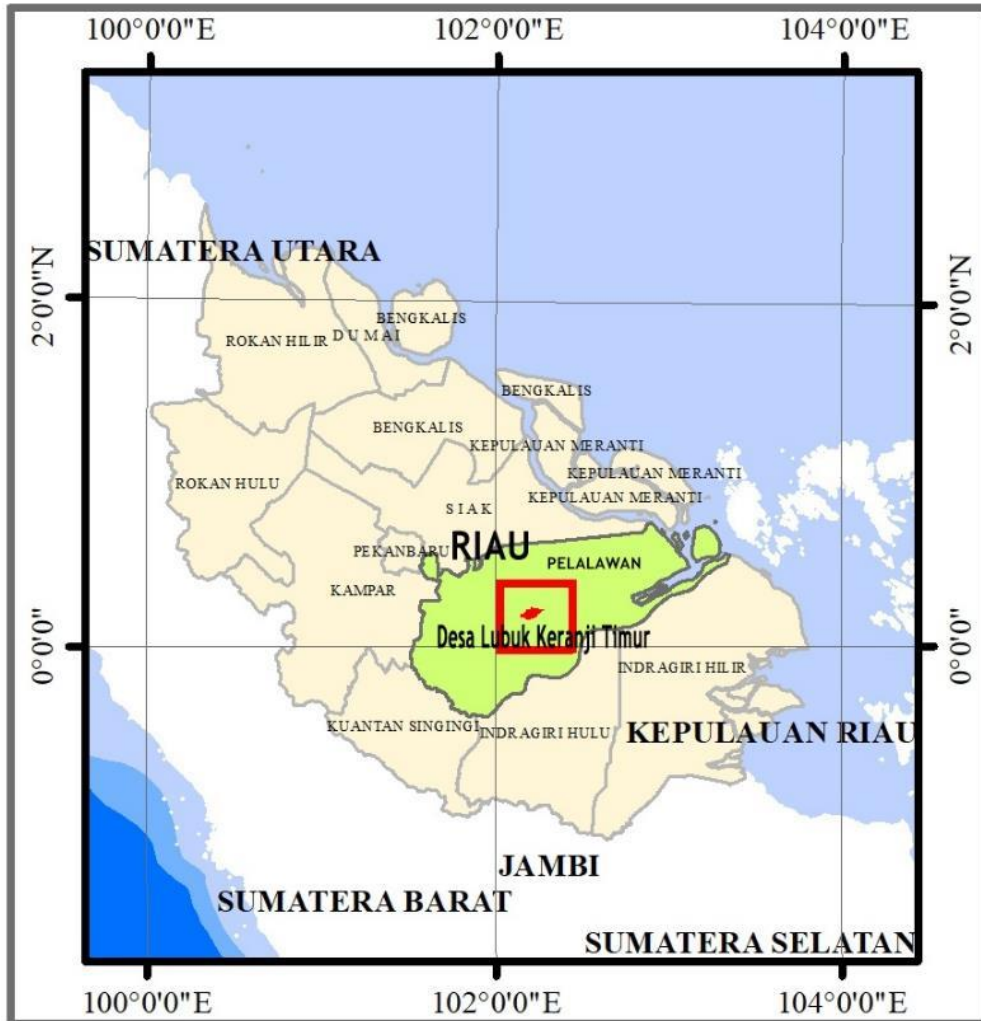 100°0'0"E 102°0'0"E 104°0'0"E
SUMATERA UTARA
2°0'0"N 2°0'0"N
BENGKALIS
ROKAN HILIR
D U M A I
BENGKALIS
BENGKALIS
KEPULAUAN MERANTI
KEPULAUAN MERANTI
ROKAN HULU
KEPULAUAN MERANTI
S I A K
RIAU
PEKANBARU
PELALAWAN
KAMPAR
Desa Lubuk Keranji Timur
0°0'0" 0°0'0"
INDRAGIRI HILIR
KUANTAN SINGINGI
INDRAGIRI HULU
KEPULAUAN RIAU
JAMBI
SUMATERA BARAT
SUMATERA SELATAN
100°0'0"E 102°0'0"E 104°0'0"E